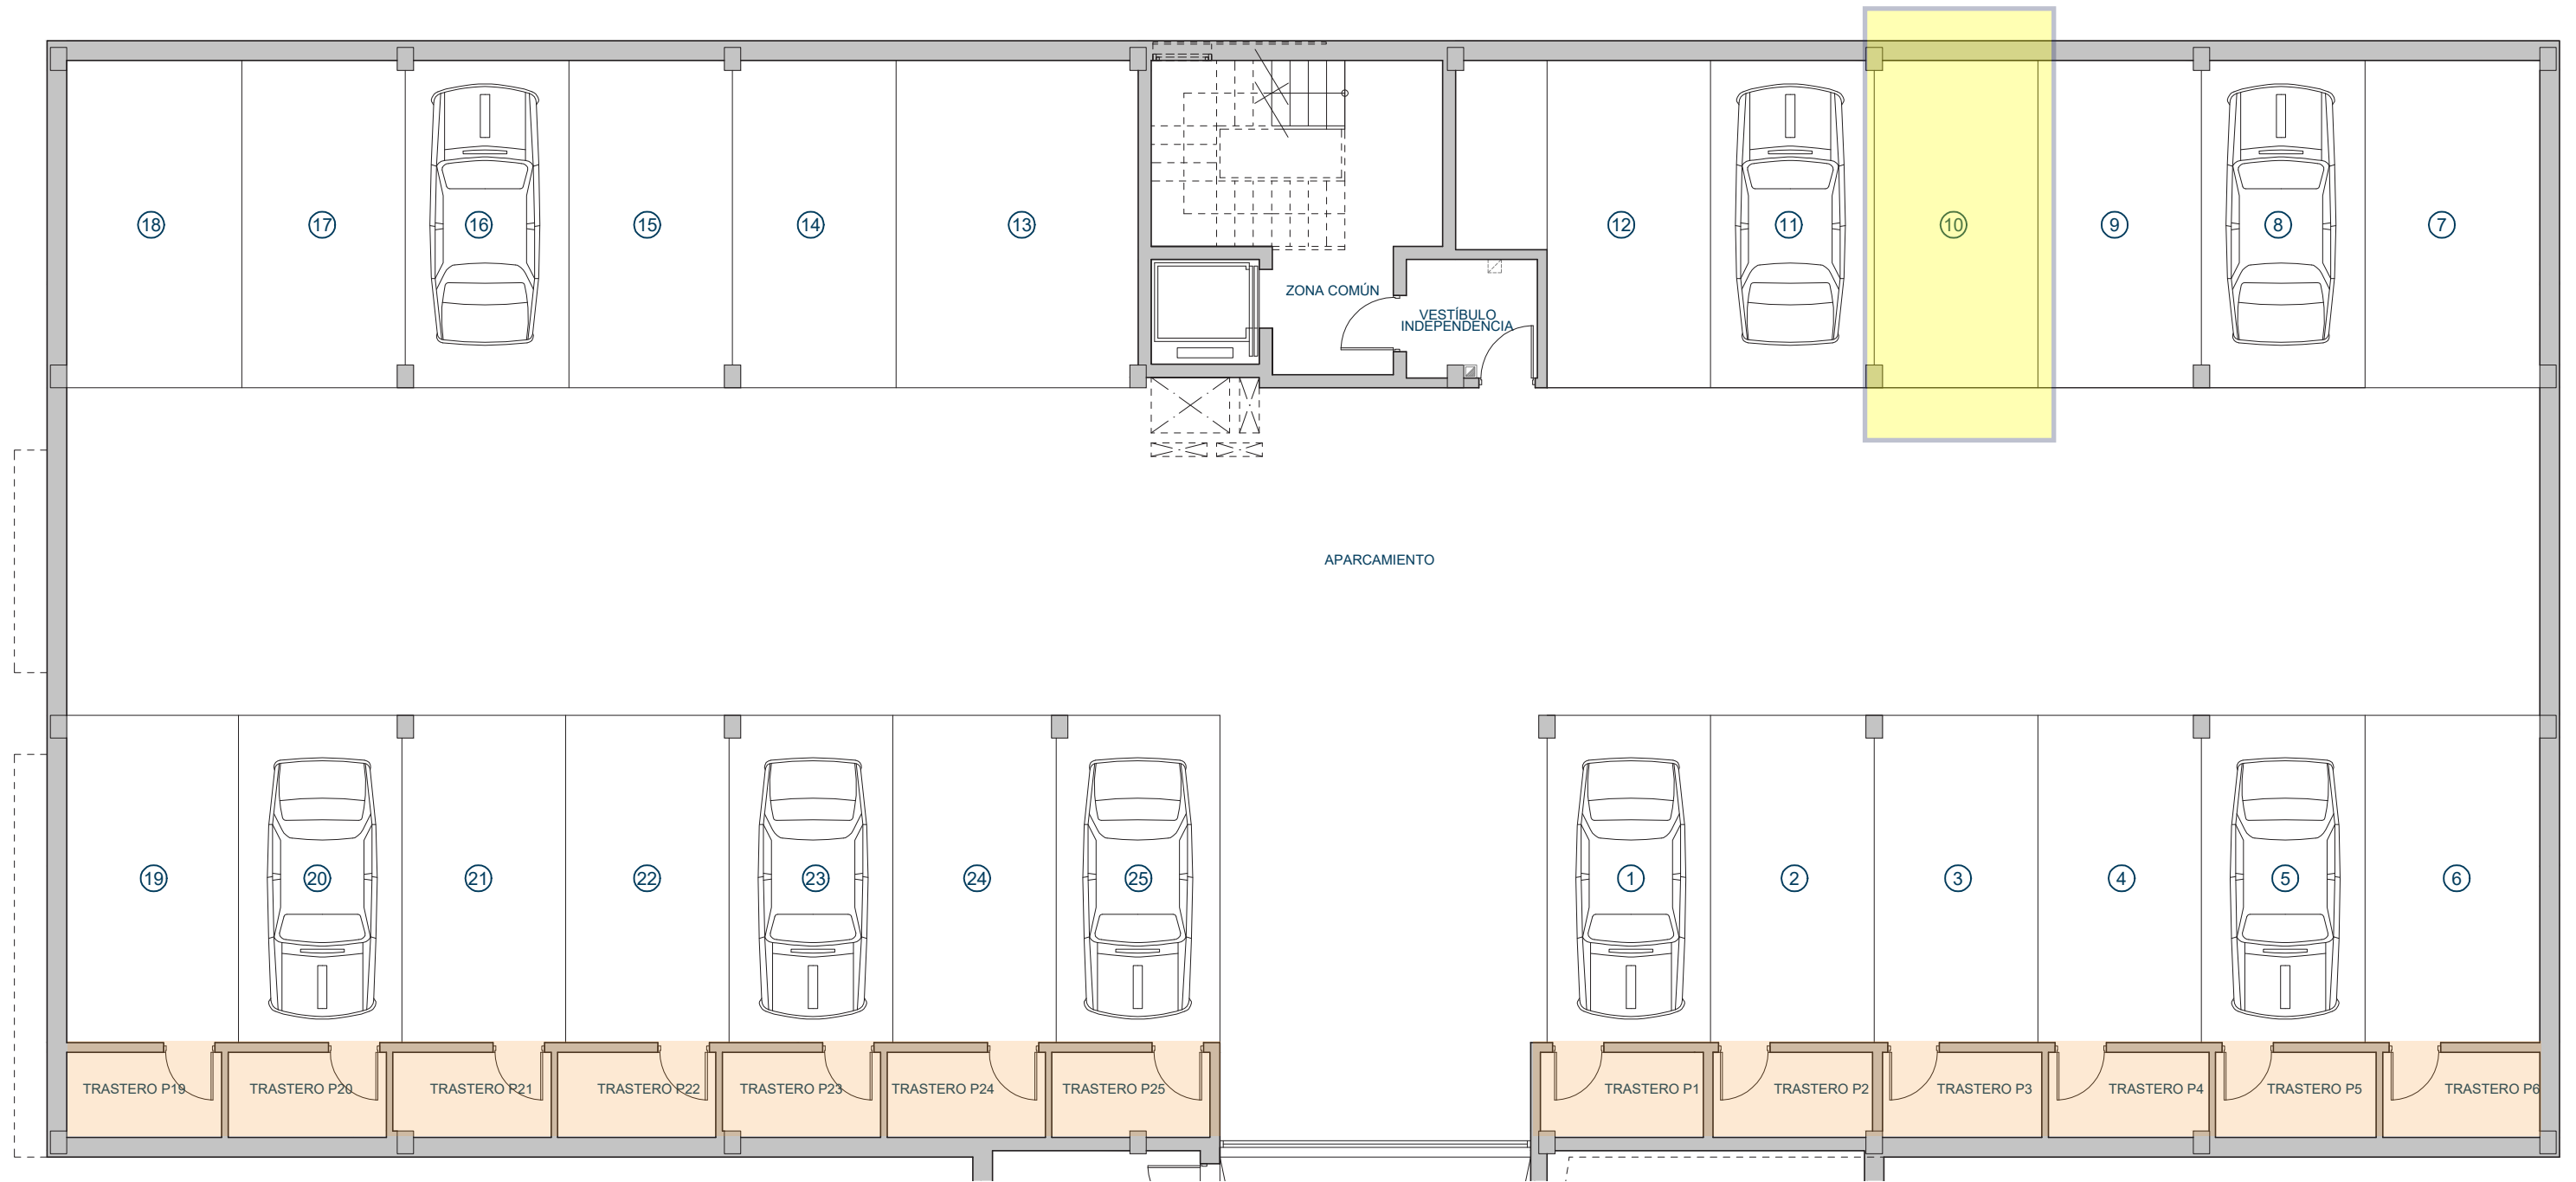 18 17 16 15 14 13 12 11 10 9 8 7
ZONA COMÚN
VESTÍBULO
INDEPENDENCIA
APARCAMIENTO
19 20 21 22 23 24 25 1 2 3 4 5 6
TRASTERO P19 TRASTERO P20 TRASTERO P21 TRASTERO P22 TRASTERO P23 TRASTERO P24 TRASTERO P25 TRASTERO P1 TRASTERO P2 TRASTERO P3 TRASTERO P4 TRASTERO P5 TRASTERO P6